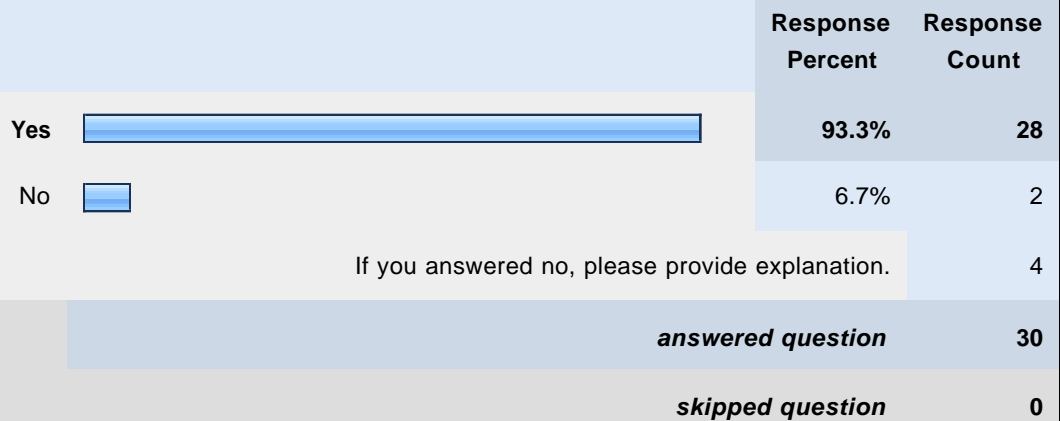 Response Percent Response Count
Yes 93.3% 28
No 6.7% 2
If you answered no, please provide explanation. 4
answered question 30
skipped question 0